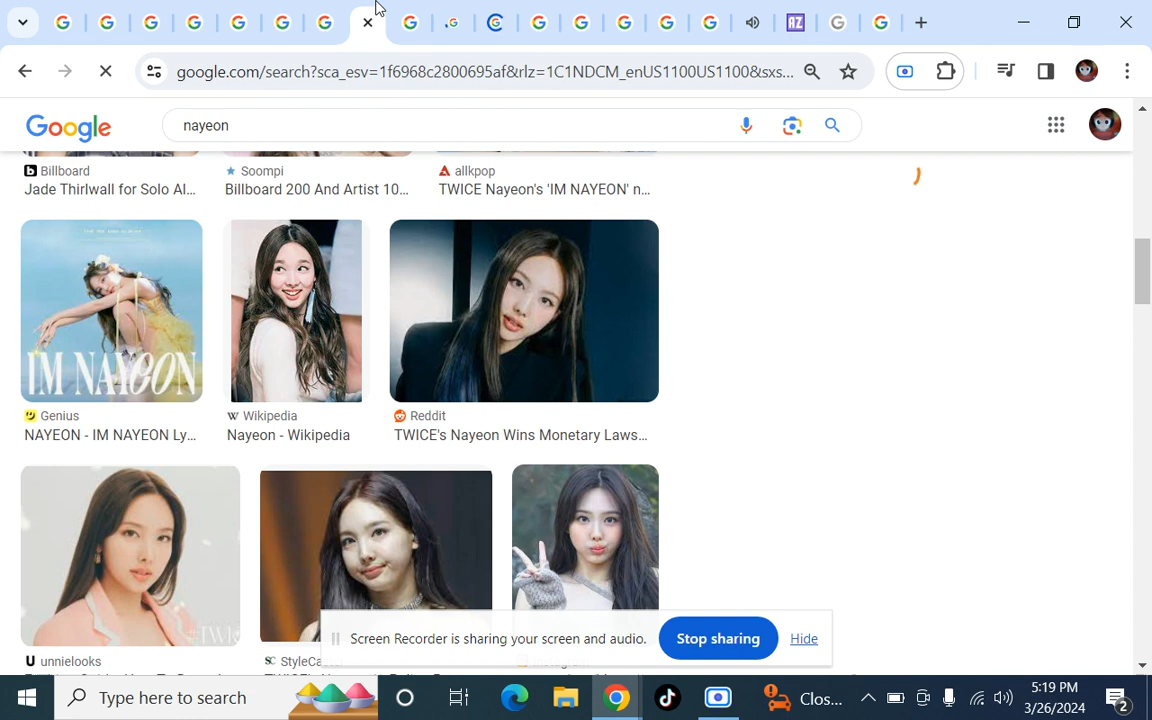 google.com/search?sca_esv=1f6968c2800695af&rlz=1C1NDCM_enUS1100US1100&sxs...
Google
nayeon
Billboard
Jade Thirlwall for Solo Al...
Soompi
Billboard 200 And Artist 10...
allkpop
TWICE Nayeon's 'IM NAYEON' n...
IM NAYEON
Genius
NAYEON - IM NAYEON Ly...
Wikipedia
Nayeon - Wikipedia
Reddit
TWICE's Nayeon Wins Monetary Laws...
Screen Recorder is sharing your screen and audio.
Stop sharing
Hide
unnielooks
StyleCa
Type here to search
Clos...
5:19 PM
3/26/2024
2